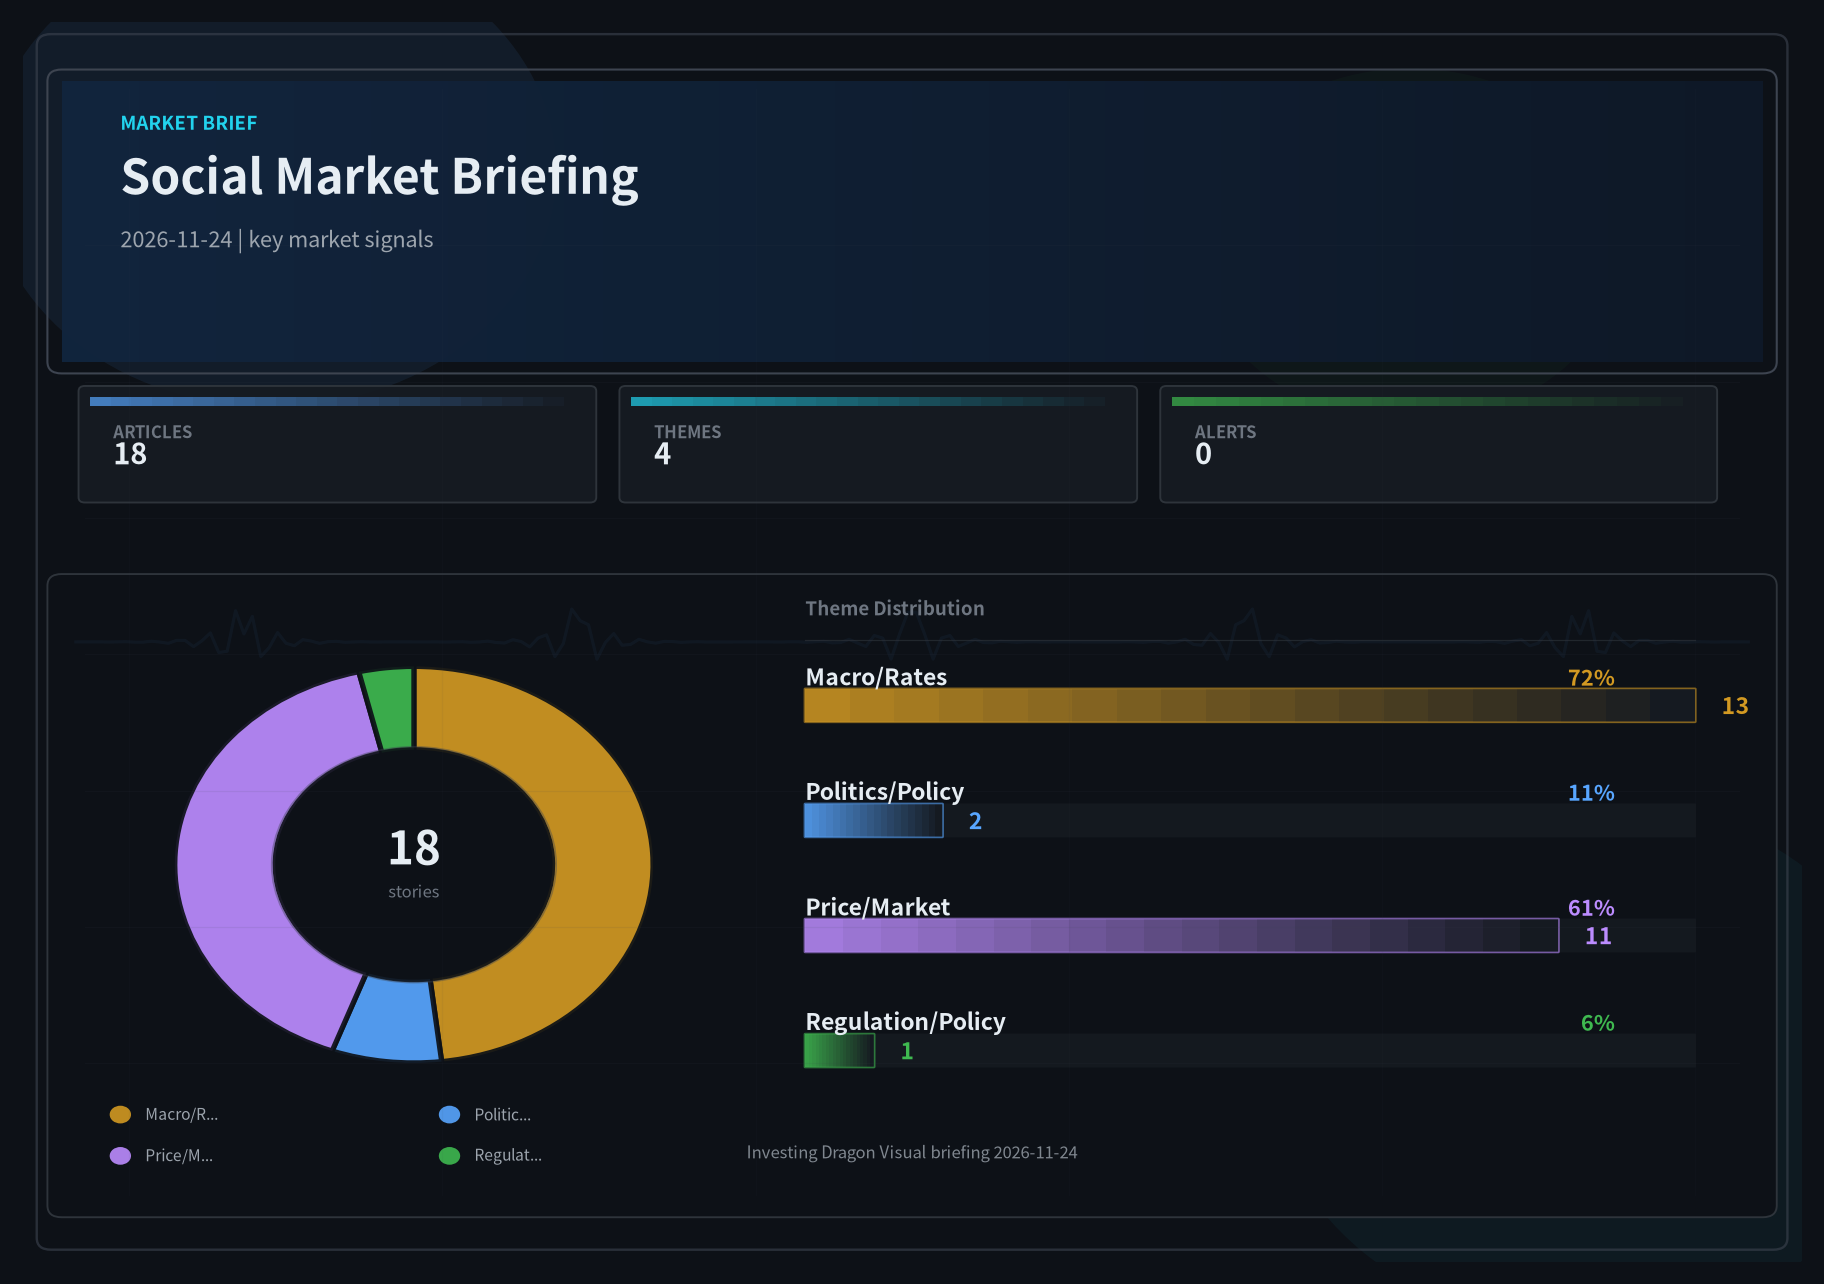 MARKET BRIEF
Social Market Briefing
2026-11-24 | key market signals
ARTICLES
18
THEMES
4
ALERTS
0
Theme Distribution
Macro/Rates
72%
13
Politics/Policy
11%
2
Price/Market
61%
11
Regulation/Policy
6%
1
18
stories
Macro/R...
Politic...
Price/M...
Regulat...
Investing Dragon Visual briefing 2026-11-24